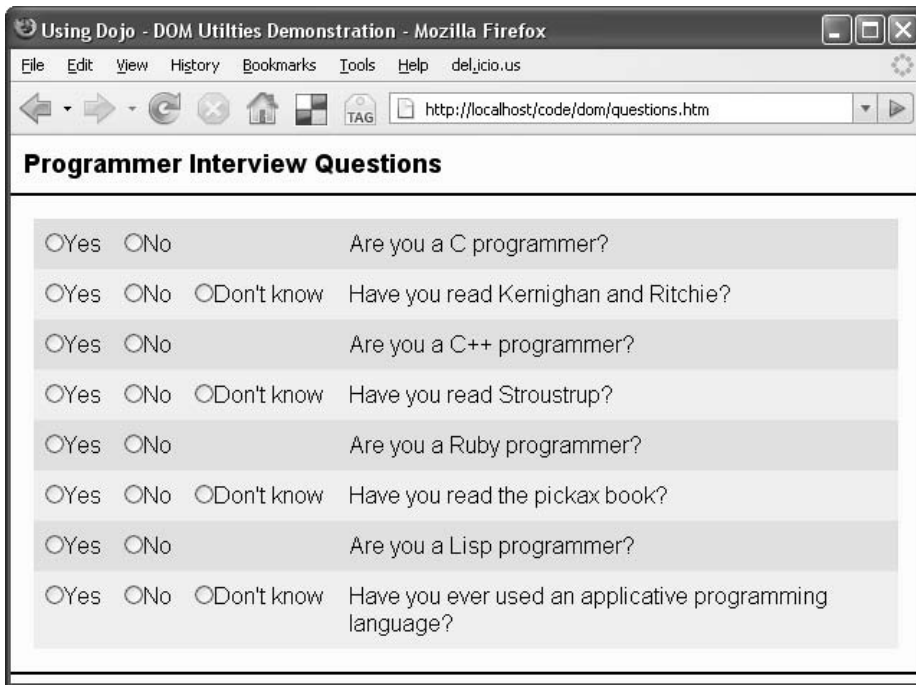 Using Dojo - DOM Utilties Demonstration - Mozilla Firefox
File Edit View History Bookmarks Tools Help del.icio.us
TAG http://localhost/code/dom/questions.htm
Programmer Interview Questions
Yes No Are you a C programmer?
Yes No Don't know Have you read Kernighan and Ritchie?
Yes No Are you a C++ programmer?
Yes No Don't know Have you read Stroustrup?
Yes No Are you a Ruby programmer?
Yes No Don't know Have you read the pickax book?
Yes No Are you a Lisp programmer?
Yes No Don't know Have you ever used an applicative programming
language?